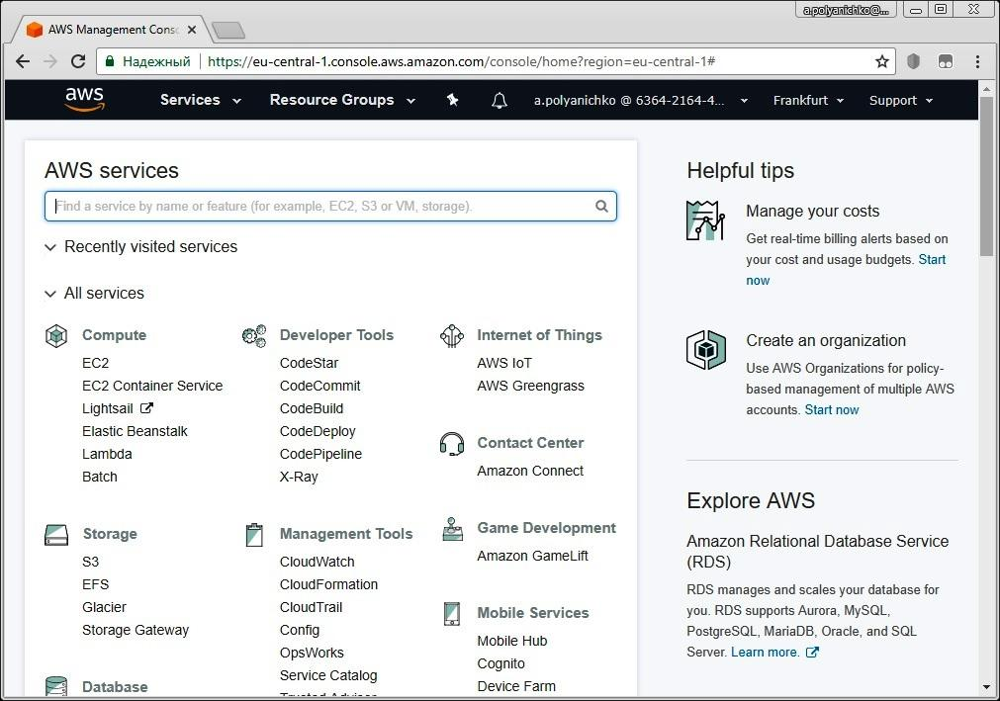 a.polyanichko@...
AWS Management Conso
Надежный
https://eu-central-1.console.aws.amazon.com/console/home?region=eu-central-1#
aws
Services
Resource Groups
a.polyanichko @ 6364-2164-4...
Frankfurt
Support
AWS services
Find a service by name or feature (for example, EC2, S3 or VM, storage).
Recently visited services
All services
Compute
EC2
EC2 Container Service
Lightsail
Elastic Beanstalk
Lambda
Batch
Storage
S3
EFS
Glacier
Storage Gateway
Database
Developer Tools
CodeStar
CodeCommit
CodeBuild
CodeDeploy
CodePipeline
X-Ray
Management Tools
CloudWatch
CloudFormation
CloudTrail
Config
OpsWorks
Service Catalog
Trusted Advisor
Internet of Things
AWS IoT
AWS Greengrass
Contact Center
Amazon Connect
Game Development
Amazon GameLift
Mobile Services
Mobile Hub
Cognito
Device Farm
Helpful tips
Manage your costs
Get real-time billing alerts based on
your cost and usage budgets. Start
now
Create an organization
Use AWS Organizations for policy-
based management of multiple AWS
accounts. Start now
Explore AWS
Amazon Relational Database Service
(RDS)
RDS manages and scales your database for
you. RDS supports Aurora, MySQL,
PostgreSQL, MariaDB, Oracle, and SQL
Server. Learn more.